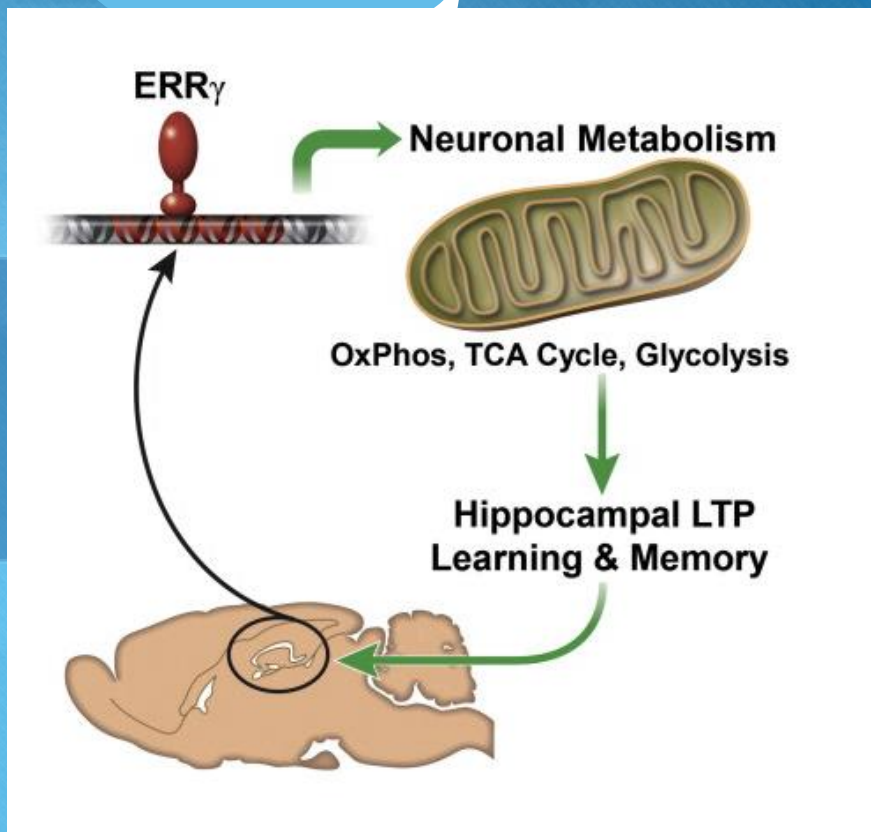 ERRγ
Neuronal Metabolism
OxPhos, TCA Cycle, Glycolysis
Hippocampal LTP
Learning & Memory